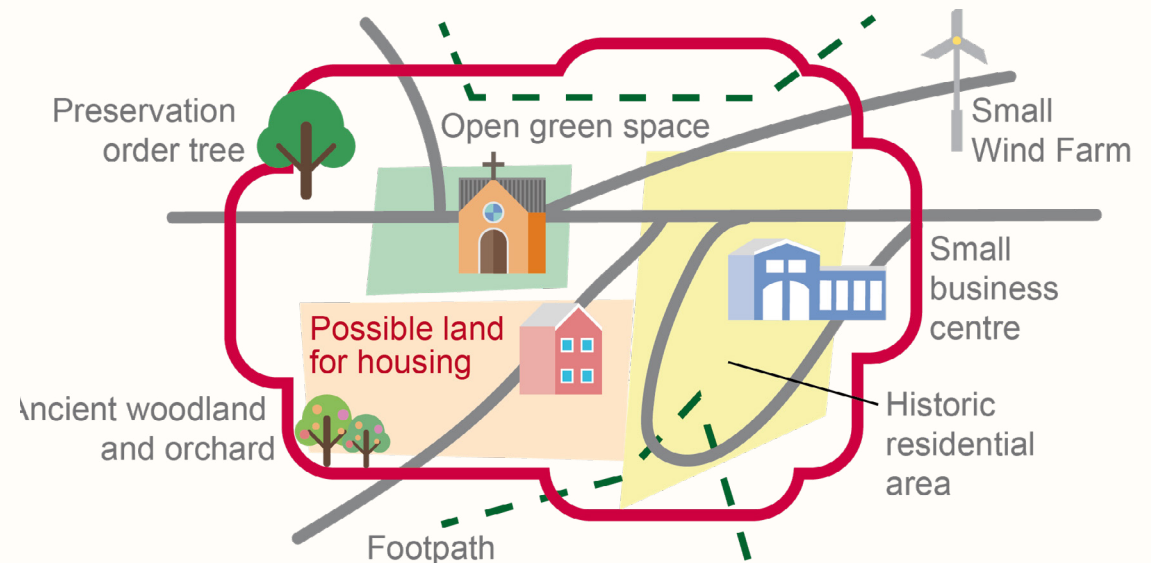 Preservation
order tree
Open green space
Small
Wind Farm
Small
business
centre
Possible land
for housing
Ancient woodland
and orchard
Historic
residential
area
Footpath